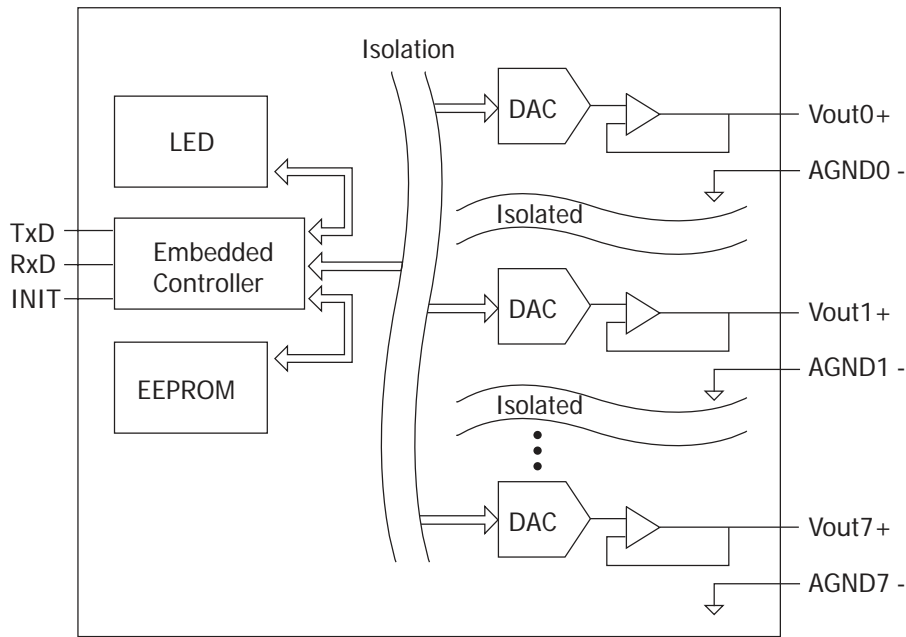 Isolation
LED
TxD
RxD
INIT
Embedded
Controller
EEPROM
DAC
Vout0+
AGND0 -
Isolated
DAC
Vout1+
AGND1 -
Isolated
DAC
Vout7+
AGND7 -